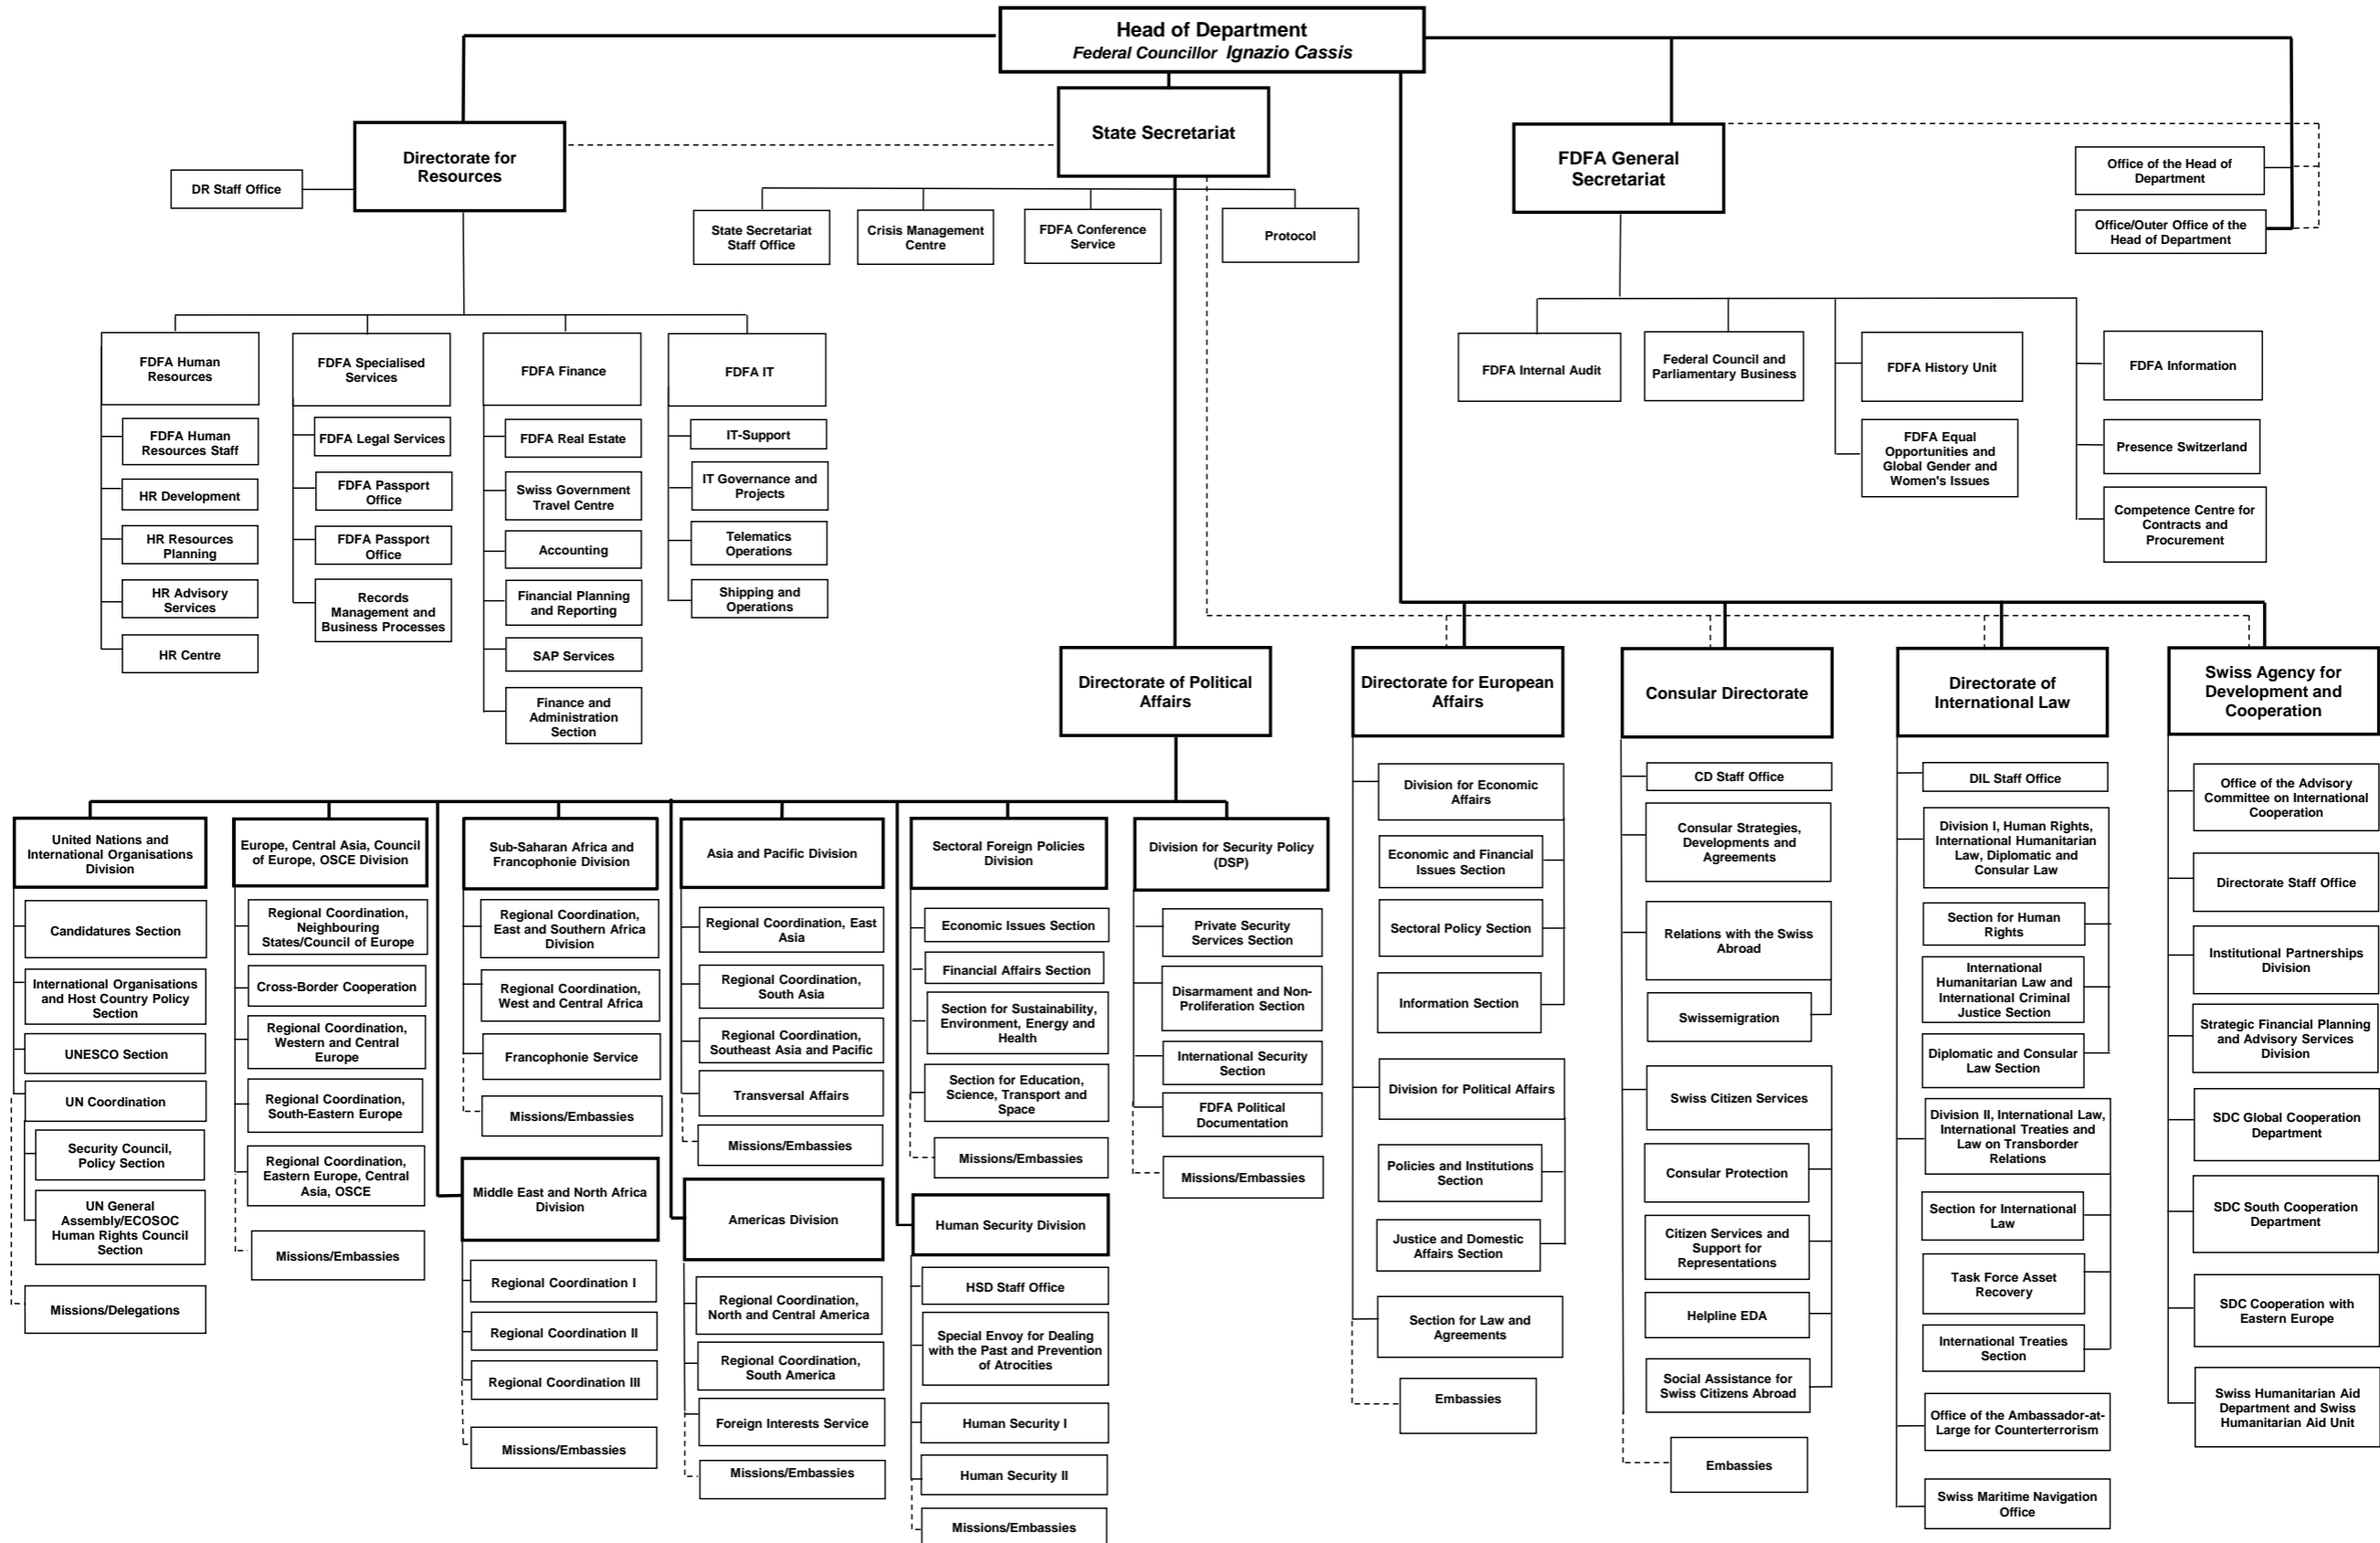 Head of Department
Federal Councillor Ignazio Cassis
State Secretariat
Directorate for
Resources
DR Staff Office
FDFA General
Secretariat
Office of the Head of
Department
Office/Outer Office of the
Head of Department
State Secretariat
Staff Office
Crisis Management
Centre
FDFA Conference
Service
Protocol
FDFA Human
Resources
FDFA Human
Resources Staff
HR Development
HR Resources
Planning
HR Advisory
Services
HR Centre
FDFA Specialised
Services
FDFA Legal Services
FDFA Passport
Office
FDFA Passport
Office
Records
Management and
Business Processes
FDFA Finance
FDFA Real Estate
Swiss Government
Travel Centre
Accounting
Financial Planning
and Reporting
SAP Services
Finance and
Administration
Section
FDFA IT
IT-Support
IT Governance and
Projects
Telematics
Operations
Shipping and
Operations
FDFA Internal Audit
Federal Council and
Parliamentary Business
FDFA History Unit
FDFA Equal
Opportunities and
Global Gender and
Women's Issues
FDFA Information
Presence Switzerland
Competence Centre for
Contracts and
Procurement
Directorate of Political
Affairs
Directorate for European
Affairs
Consular Directorate
Directorate of
International Law
Swiss Agency for
Development and
Cooperation
United Nations and
International Organisations
Division
Candidatures Section
International Organisations
and Host Country Policy
Section
UNESCO Section
UN Coordination
Security Council,
Policy Section
UN General
Assembly/ECOSOC
Human Rights Council
Section
Missions/Delegations
Europe, Central Asia, Council
of Europe, OSCE Division
Regional Coordination,
Neighbouring
States/Council of Europe
Cross-Border Cooperation
Regional Coordination,
Western and Central
Europe
Regional Coordination,
South-Eastern Europe
Regional Coordination,
Eastern Europe, Central
Asia, OSCE
Missions/Embassies
Sub-Saharan Africa and
Francophonie Division
Regional Coordination,
East and Southern Africa
Division
Regional Coordination,
West and Central Africa
Francophonie Service
Missions/Embassies
Middle East and North Africa
Division
Regional Coordination I
Regional Coordination II
Regional Coordination III
Missions/Embassies
Asia and Pacific Division
Regional Coordination, East
Asia
Regional Coordination,
South Asia
Regional Coordination,
Southeast Asia and Pacific
Transversal Affairs
Missions/Embassies
Americas Division
Regional Coordination,
North and Central America
Regional Coordination,
South America
Foreign Interests Service
Missions/Embassies
Sectoral Foreign Policies
Division
Economic Issues Section
Financial Affairs Section
Section for Sustainability,
Environment, Energy and
Health
Section for Education,
Science, Transport and
Space
Missions/Embassies
Human Security Division
HSD Staff Office
Special Envoy for Dealing
with the Past and Prevention
of Atrocities
Human Security I
Human Security II
Missions/Embassies
Division for Security Policy
(DSP)
Private Security
Services Section
Disarmament and Non-
Proliferation Section
International Security
Section
FDFA Political
Documentation
Missions/Embassies
Division for Economic
Affairs
Economic and Financial
Issues Section
Sectoral Policy Section
Information Section
Division for Political Affairs
Policies and Institutions
Section
Justice and Domestic
Affairs Section
Section for Law and
Agreements
Embassies
CD Staff Office
Consular Strategies,
Developments and
Agreements
Relations with the Swiss
Abroad
Swissemigration
Swiss Citizen Services
Consular Protection
Citizen Services and
Support for
Representations
Helpline EDA
Social Assistance for
Swiss Citizens Abroad
Embassies
DIL Staff Office
Division I, Human Rights,
International Humanitarian
Law, Diplomatic and
Consular Law
Section for Human
Rights
International
Humanitarian Law and
International Criminal
Justice Section
Diplomatic and Consular
Law Section
Division II, International Law,
International Treaties and
Law on Transborder
Relations
Section for International
Law
Task Force Asset
Recovery
International Treaties
Section
Office of the Ambassador-at-
Large for Counterterrorism
Swiss Maritime Navigation
Office
Office of the Advisory
Committee on International
Cooperation
Directorate Staff Office
Institutional Partnerships
Division
Strategic Financial Planning
and Advisory Services
Division
SDC Global Cooperation
Department
SDC South Cooperation
Department
SDC Cooperation with
Eastern Europe
Swiss Humanitarian Aid
Department and Swiss
Humanitarian Aid Unit